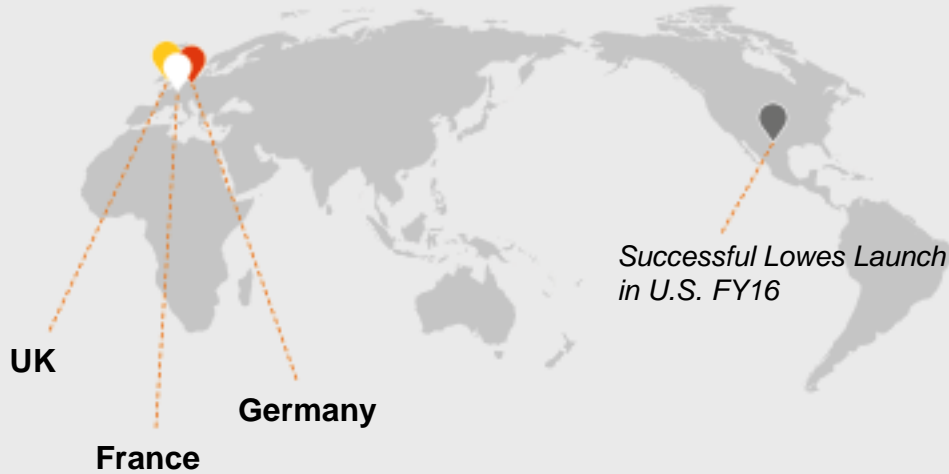 Successful Lowes Launch
in U.S. FY16
UK
Germany
France